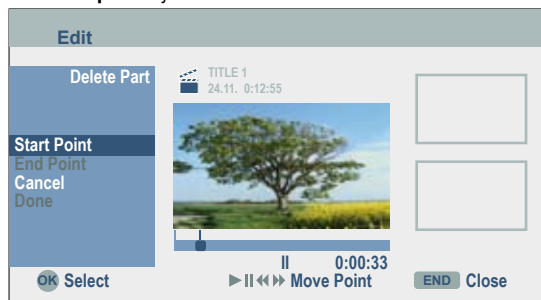 Edit
Delete Part
TITLE 1
24.11. 0:12:55
Start Point
End Point
Cancel
Done
0:00:33
OK Select
Move Point
END Close